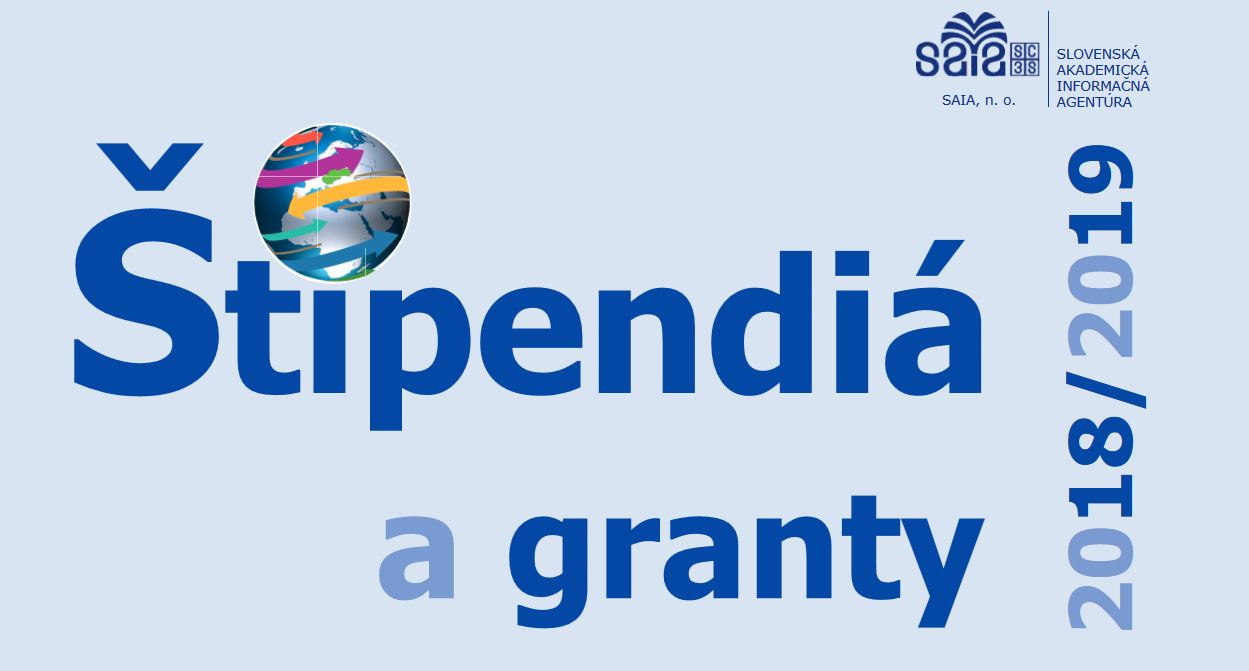 saia
SC
3S
SAIA, n. o.
SLOVENSKÁ
AKADEMICKÁ
INFORMAČNÁ
AGENTÚRA
Štipendiá
a granty
2018/2019